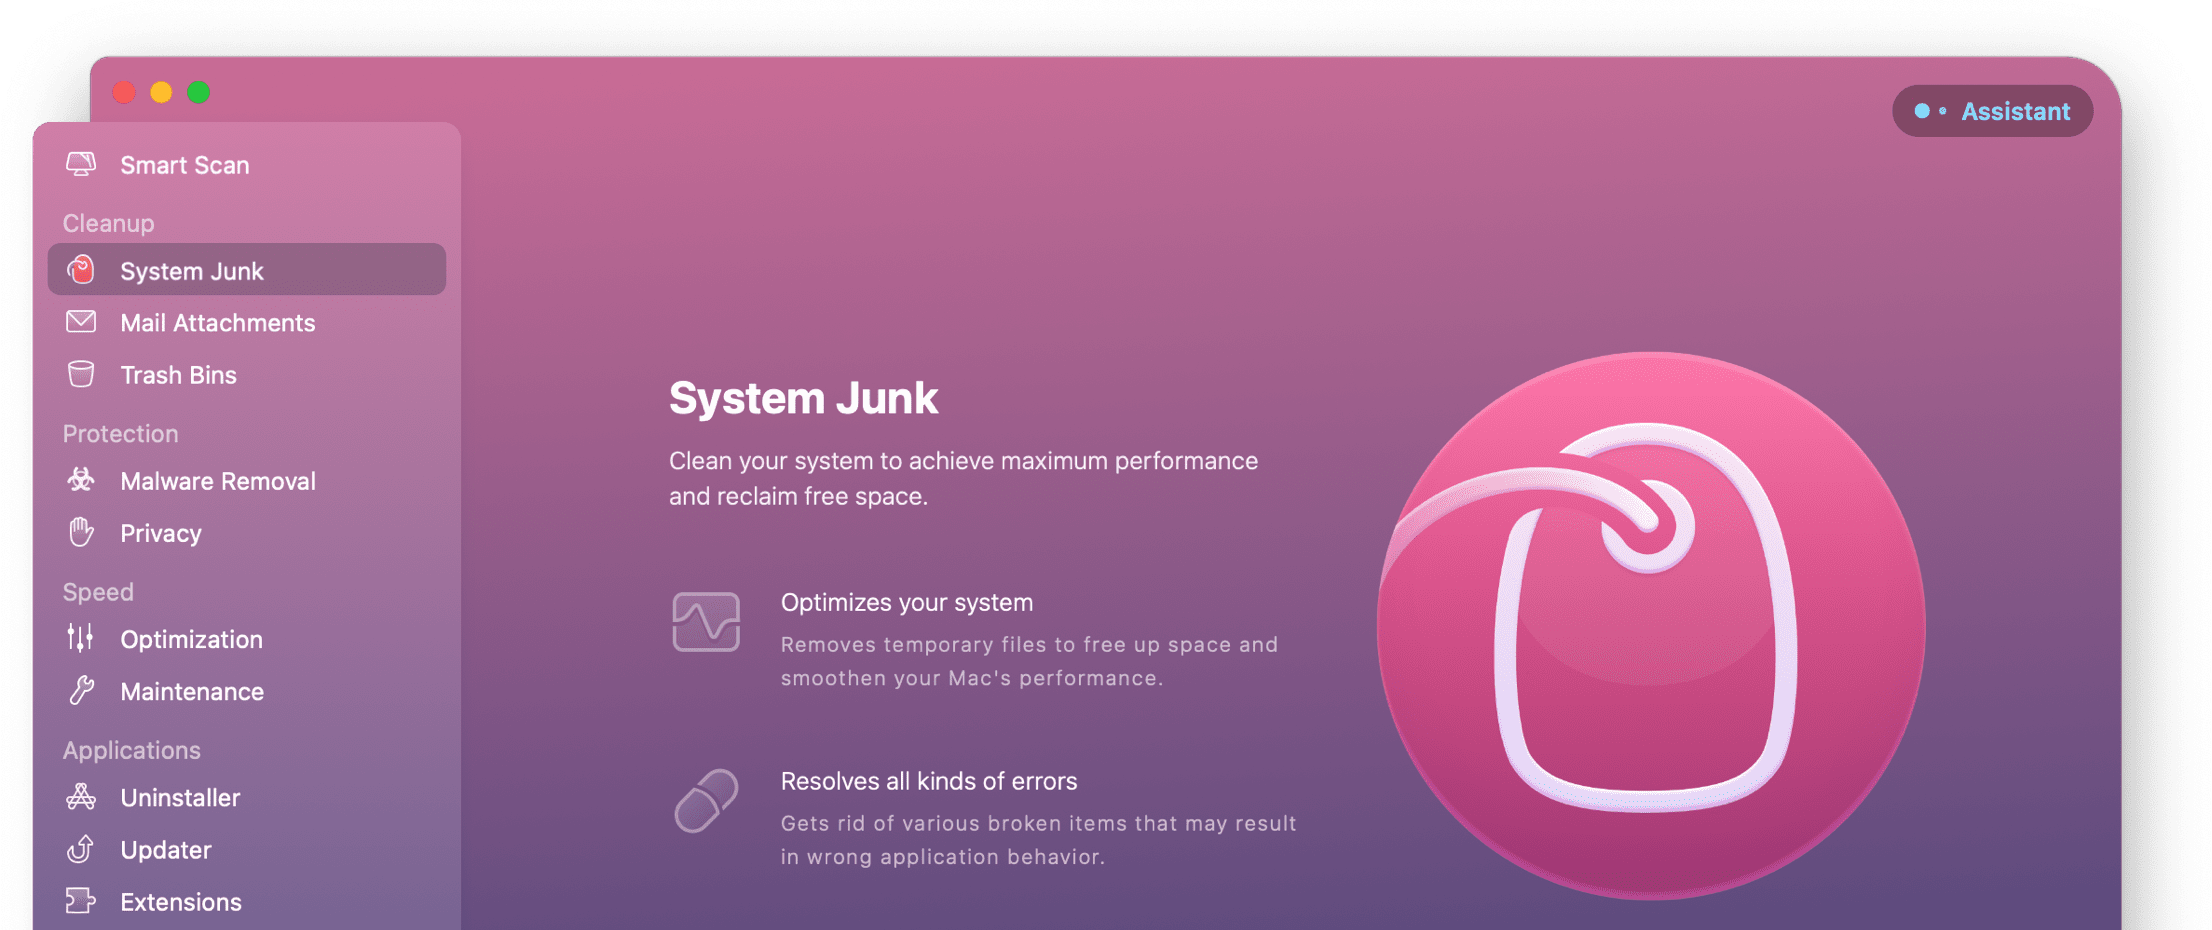 Assistant
Smart Scan
Cleanup
System Junk
Mail Attachments
Trash Bins
Protection
Malware Removal
Privacy
Speed
Optimization
Maintenance
Applications
Uninstaller
Updater
Extensions
System Junk
Clean your system to achieve maximum performance
and reclaim free space.
Optimizes your system
Removes temporary files to free up space and
smoothen your Mac's performance.
Resolves all kinds of errors
Gets rid of various broken items that may result
in wrong application behavior.